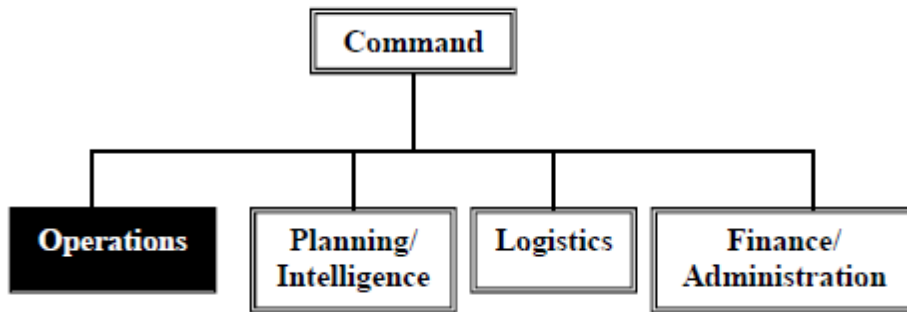 Command
Operations
Planning/
Intelligence
Logistics
Finance/
Administration